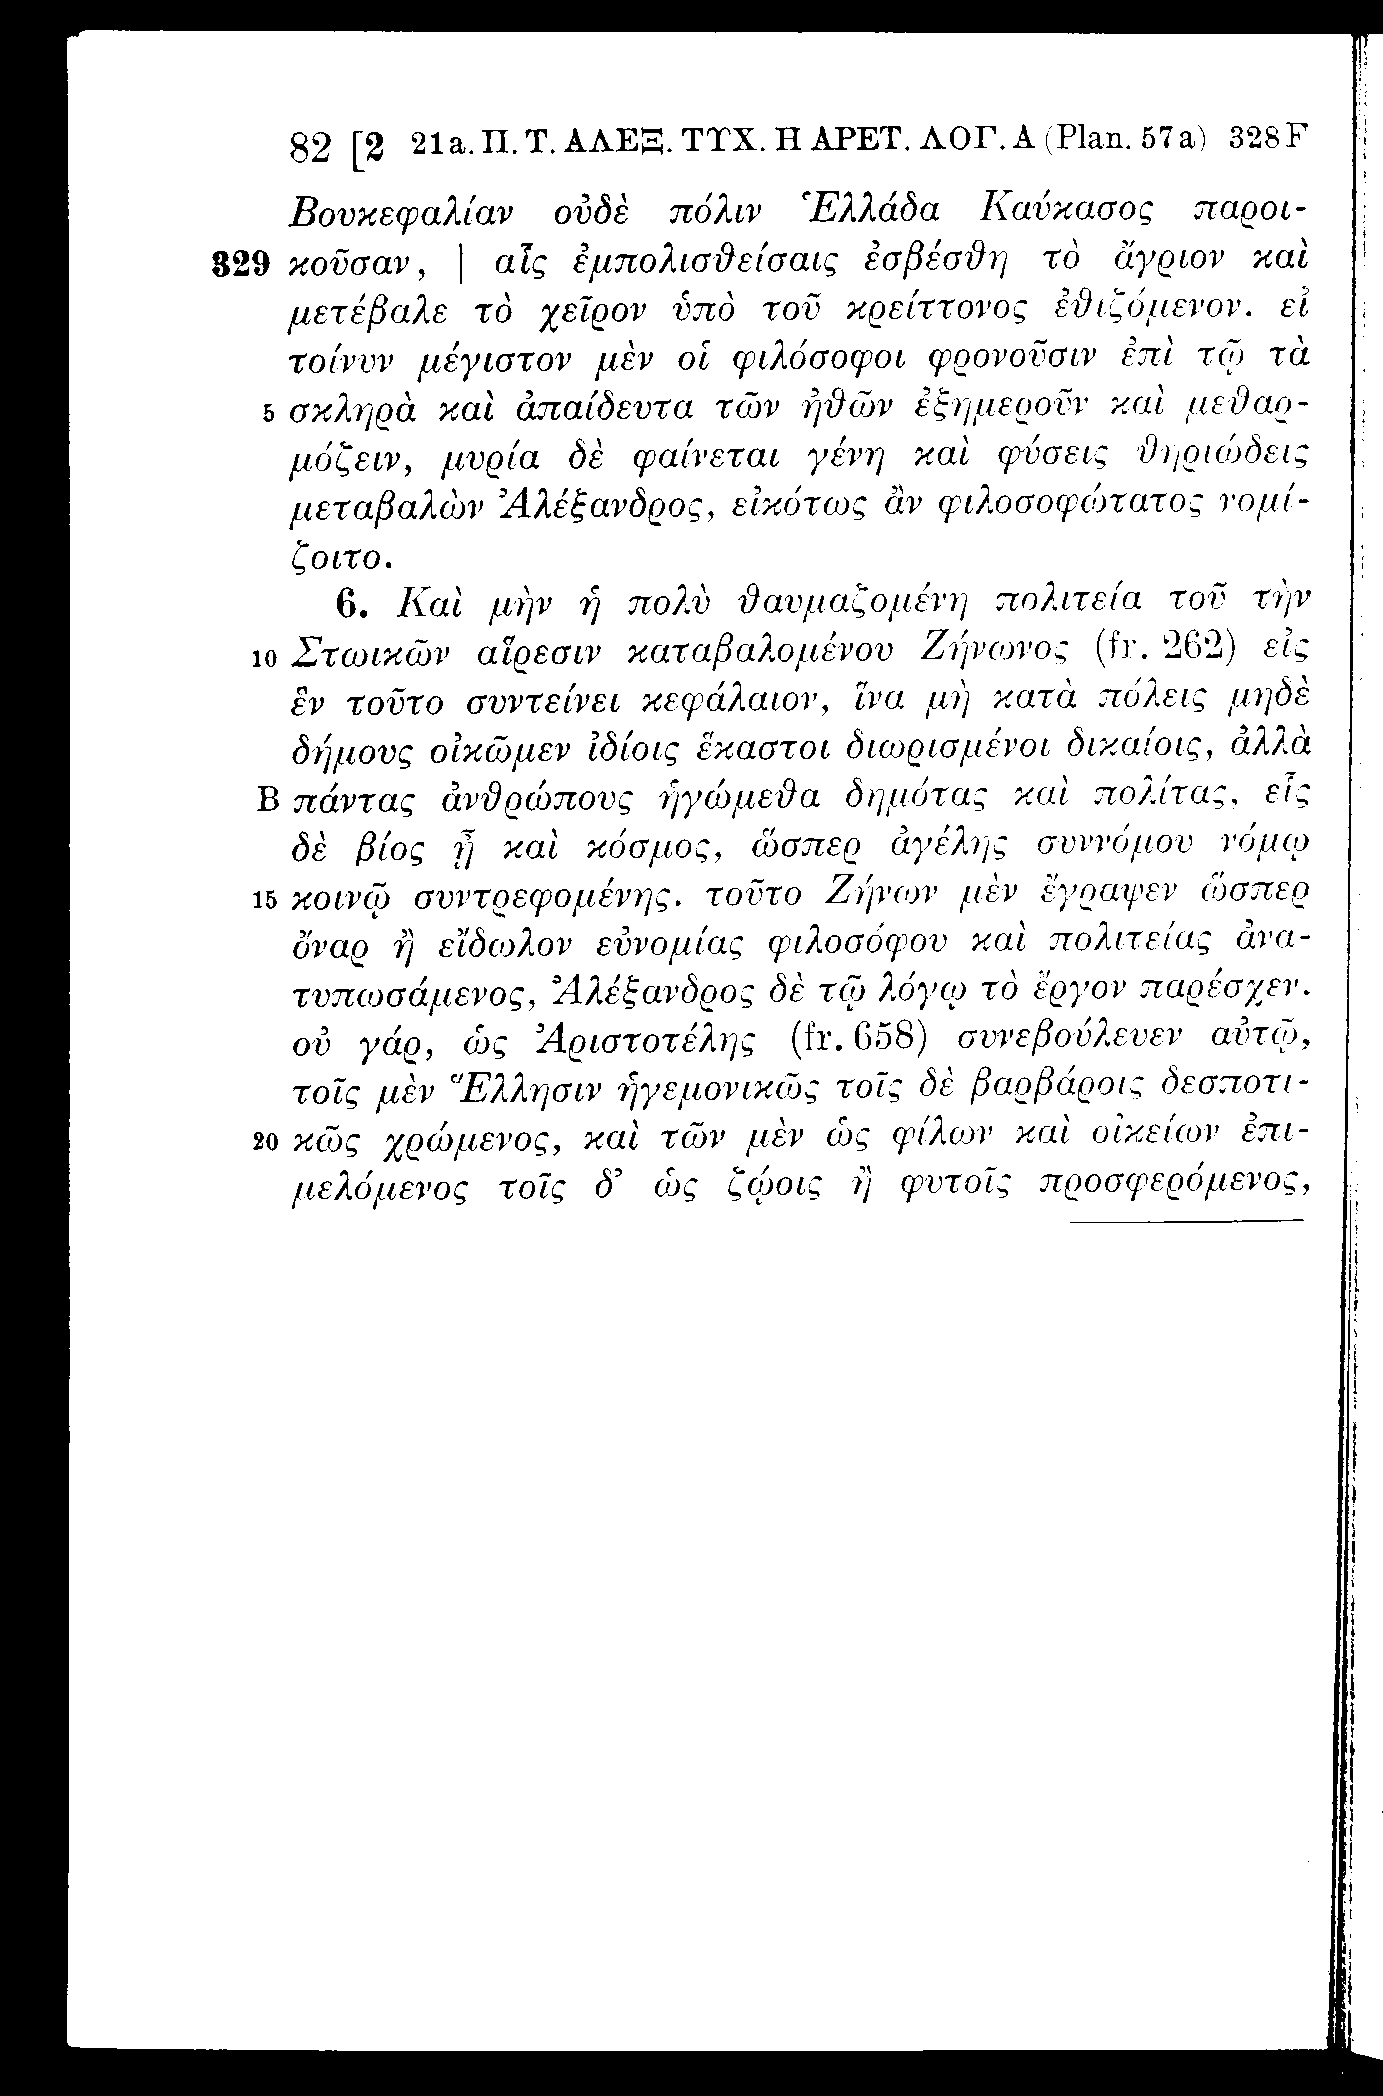 82 [2 21a. Π. Τ. ΑΛΕΞ. ΤΥΧ. Η ΑΡΕΤ. ΛΟΓ. Α (Plan. 57a) 328F
Βουκεφαλίαν οὐδὲ πόλιν Ἑλλάδα Καύκασος παροι-
329 κοῦσαν, | αἷς ἐμπολισθείσαις ἐσβέσθη τὸ ἄγριον καὶ
μετέβαλε τὸ χεῖρον ὑπὸ τοῦ κρείττονος ἐθιζόμενον. εἰ
τοίνυν μέγιστον μὲν οἱ φιλόσοφοι φρονοῦσιν ἐπὶ τῷ τὰ
5 σκληρὰ καὶ ἀπαίδευτα τῶν ἠθῶν ἐξημεροῦν καὶ μεθαρ-
μόζειν, μυρία δὲ φαίνεται γένη καὶ φύσεις θηριώδεις
μεταβαλὼν Ἀλέξανδρος, εἰκότως ἂν φιλοσοφώτατος νομί-
ζοιτο.
6. Καὶ μὴν ἡ πολὺ θαυμαζομένη πολιτεία τοῦ τὴν
10 Στωικῶν αἵρεσιν καταβαλομένου Ζήνωνος (fr. 262) εἰς
ἓν τοῦτο συντείνει κεφάλαιον, ἵνα μὴ κατὰ πόλεις μηδὲ
δήμους οἰκῶμεν ἰδίοις ἕκαστοι διωρισμένοι δικαίοις, ἀλλὰ
B πάντας ἀνθρώπους ἡγώμεθα δημότας καὶ πολίτας, εἷς
δὲ βίος ᾖ καὶ κόσμος, ὥσπερ ἀγέλης συννόμου νόμῳ
15 κοινῷ συντρεφομένης. τοῦτο Ζήνων μὲν ἔγραψεν ὥσπερ
ὄναρ ἢ εἴδωλον εὐνομίας φιλοσόφου καὶ πολιτείας ἀνα-
τυπωσάμενος, Ἀλέξανδρος δὲ τῷ λόγῳ τὸ ἔργον παρέσχεν.
οὐ γάρ, ὡς Ἀριστοτέλης (fr. 658) συνεβούλευεν αὐτῷ,
τοῖς μὲν Ἕλλησιν ἡγεμονικῶς τοῖς δὲ βαρβάροις δεσποτι-
20 κῶς χρώμενος, καὶ τῶν μὲν ὡς φίλων καὶ οἰκείων ἐπι-
μελόμενος τοῖς δ’ ὡς ζῴοις ἢ φυτοῖς προσφερόμενος,